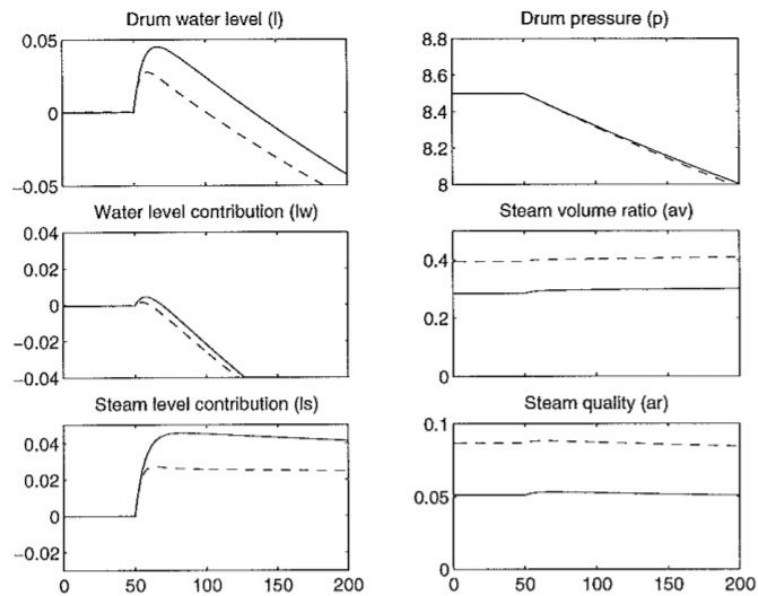 Drum water level (l)
0.05
0
−0.05
Drum pressure (p)
8.8
8.6
8.4
8.2
8
Water level contribution (lw)
0.04
0.02
0
−0.02
−0.04
Steam volume ratio (av)
0.4
0.2
0
Steam level contribution (ls)
0.04
0.02
0
−0.02
0 50 100 150 200
Steam quality (ar)
0.1
0.05
0
0 50 100 150 200